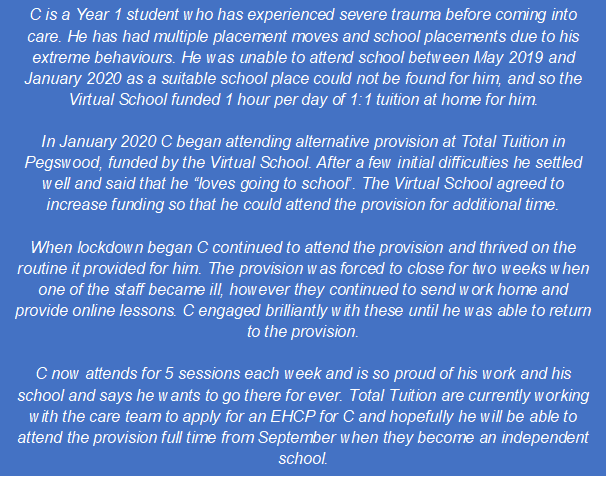 C is a Year 1 student who has experienced severe trauma before coming into
care. He has had multiple placement moves and school placements due to his
extreme behaviours. He was unable to attend school between May 2019 and
January 2020 as a suitable school place could not be found for him, and so the
Virtual School funded 1 hour per day of 1:1 tuition at home for him.
In January 2020 C began attending alternative provision at Total Tuition in
Pegswood, funded by the Virtual School. After a few initial difficulties he settled
well and said that he “loves going to school”. The Virtual School agreed to
increase funding so that he could attend the provision for additional time.
When lockdown began C continued to attend the provision and thrived on the
routine it provided for him. The provision was forced to close for two weeks when
one of the staff became ill, however they continued to send work home and
provide online lessons. C engaged brilliantly with these until he was able to return
to the provision.
C now attends for 5 sessions each week and is so proud of his work and his
school and says he wants to go there for ever. Total Tuition are currently working
with the care team to apply for an EHCP for C and hopefully he will be able to
attend the provision full time from September when they become an independent
school.